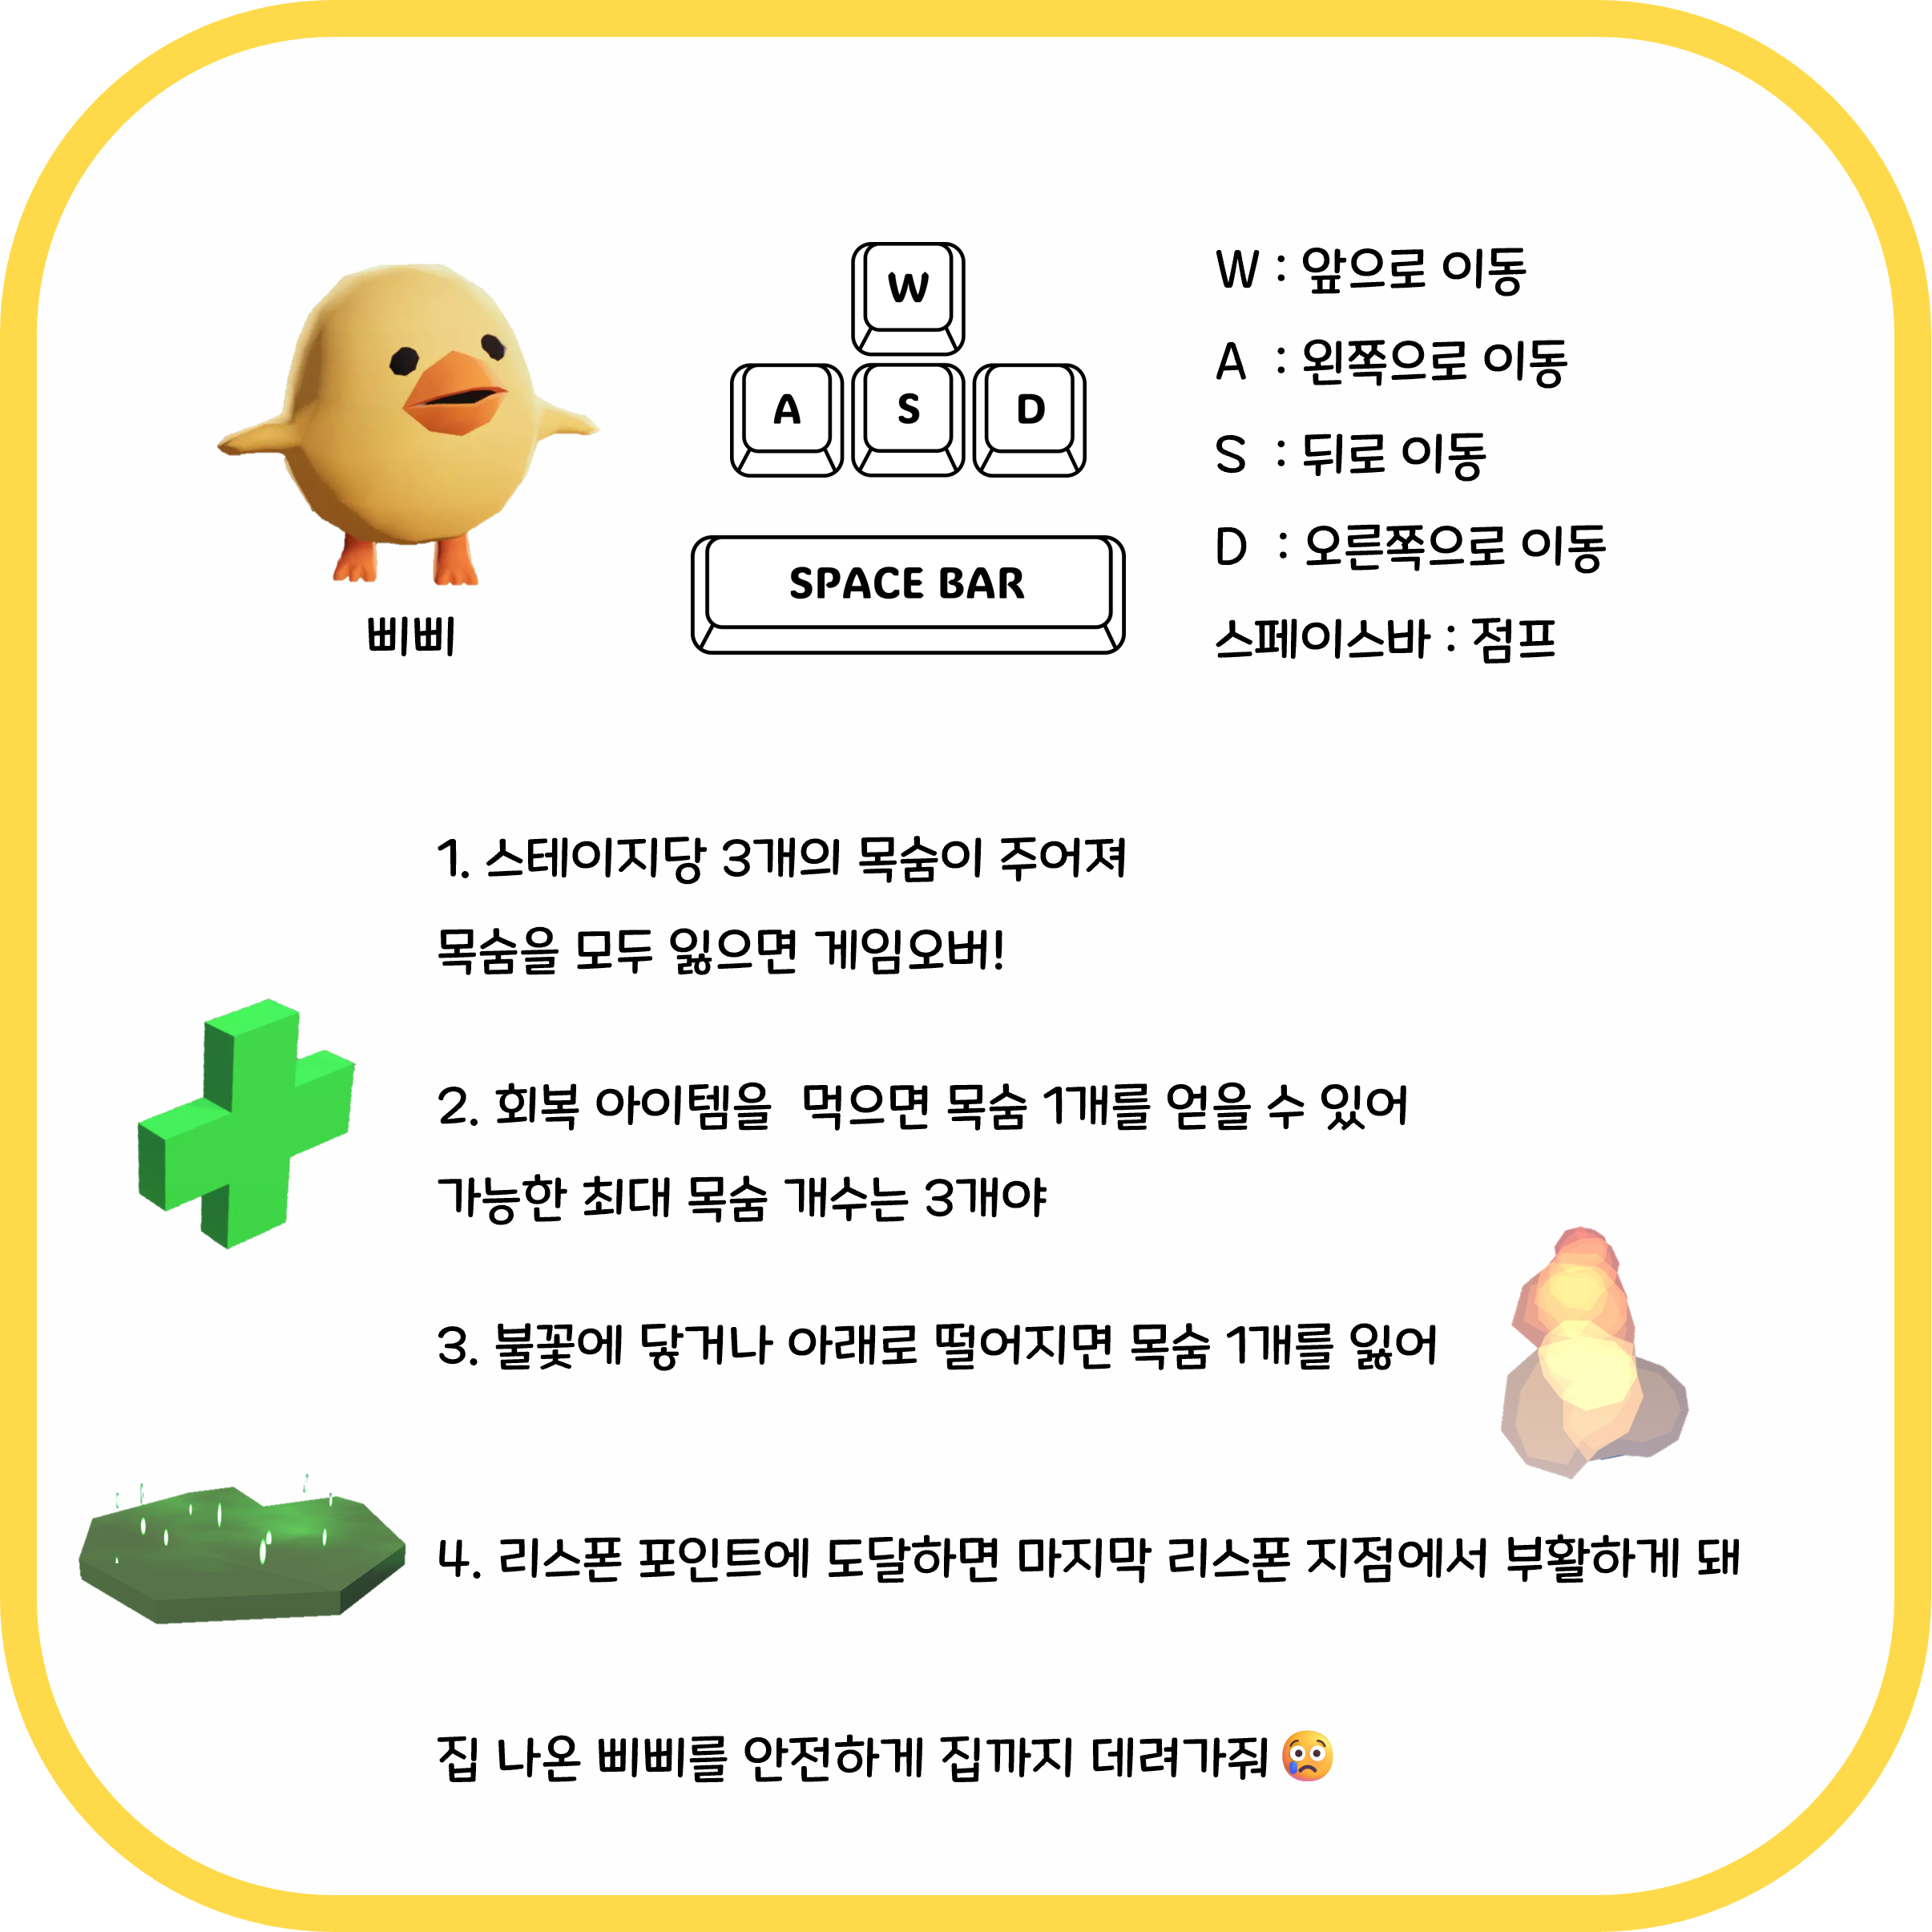 W
A S D
SPACE BAR
삐삐
W : 앞으로 이동
A : 왼쪽으로 이동
S : 뒤로 이동
D : 오른쪽으로 이동
스페이스바 : 점프
1. 스테이지당 3개의 목숨이 주어져
목숨을 모두 잃으면 게임오버!
2. 회복 아이템을 먹으면 목숨 1개를 얻을 수 있어
가능한 최대 목숨 개수는 3개야
3. 불꽃에 닿거나 아래로 떨어지면 목숨 1개를 잃어
4. 리스폰 포인트에 도달하면 마지막 리스폰 지점에서 부활하게 돼
집 나온 삐삐를 안전하게 집까지 데려가줘 😢